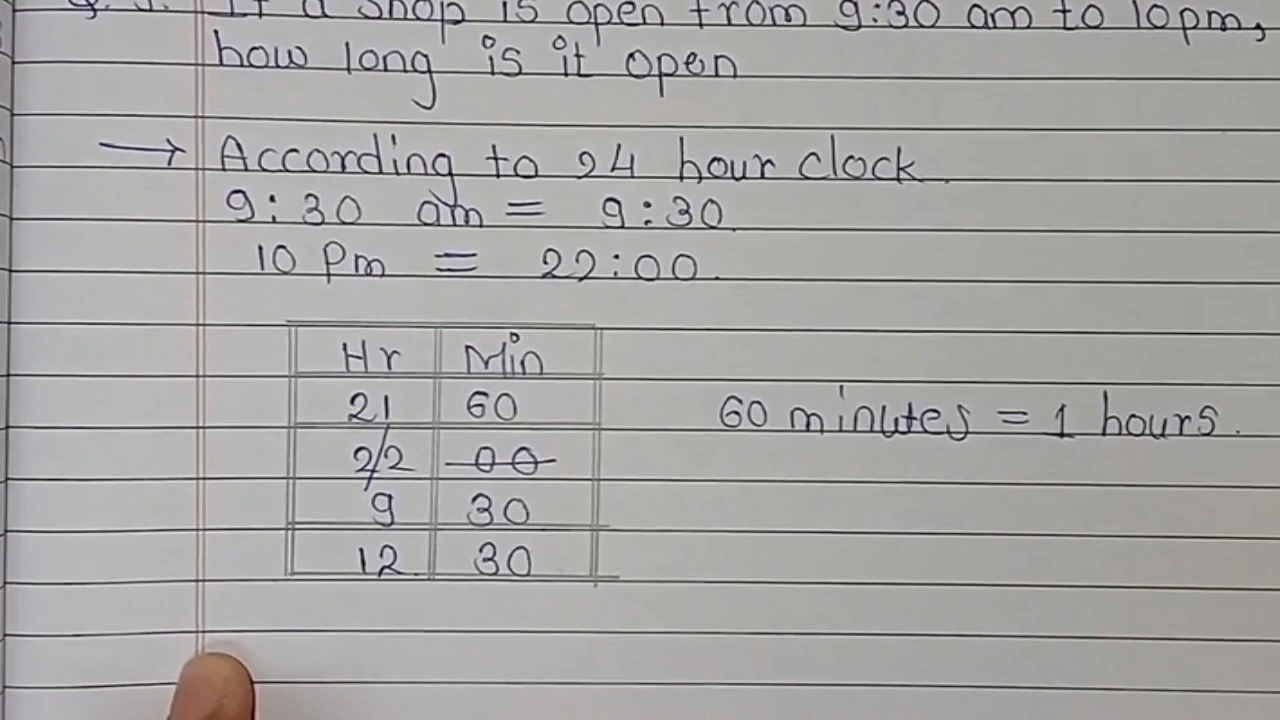 If a shop is open from 9:30 am to 10pm,
how long is it open
→ According to 24 hour clock.
9:30 am = 9:30.
10 Pm = 22:00.
Hr Min
21 60
22 00
9 30
12 30
60 minutes = 1 hours.